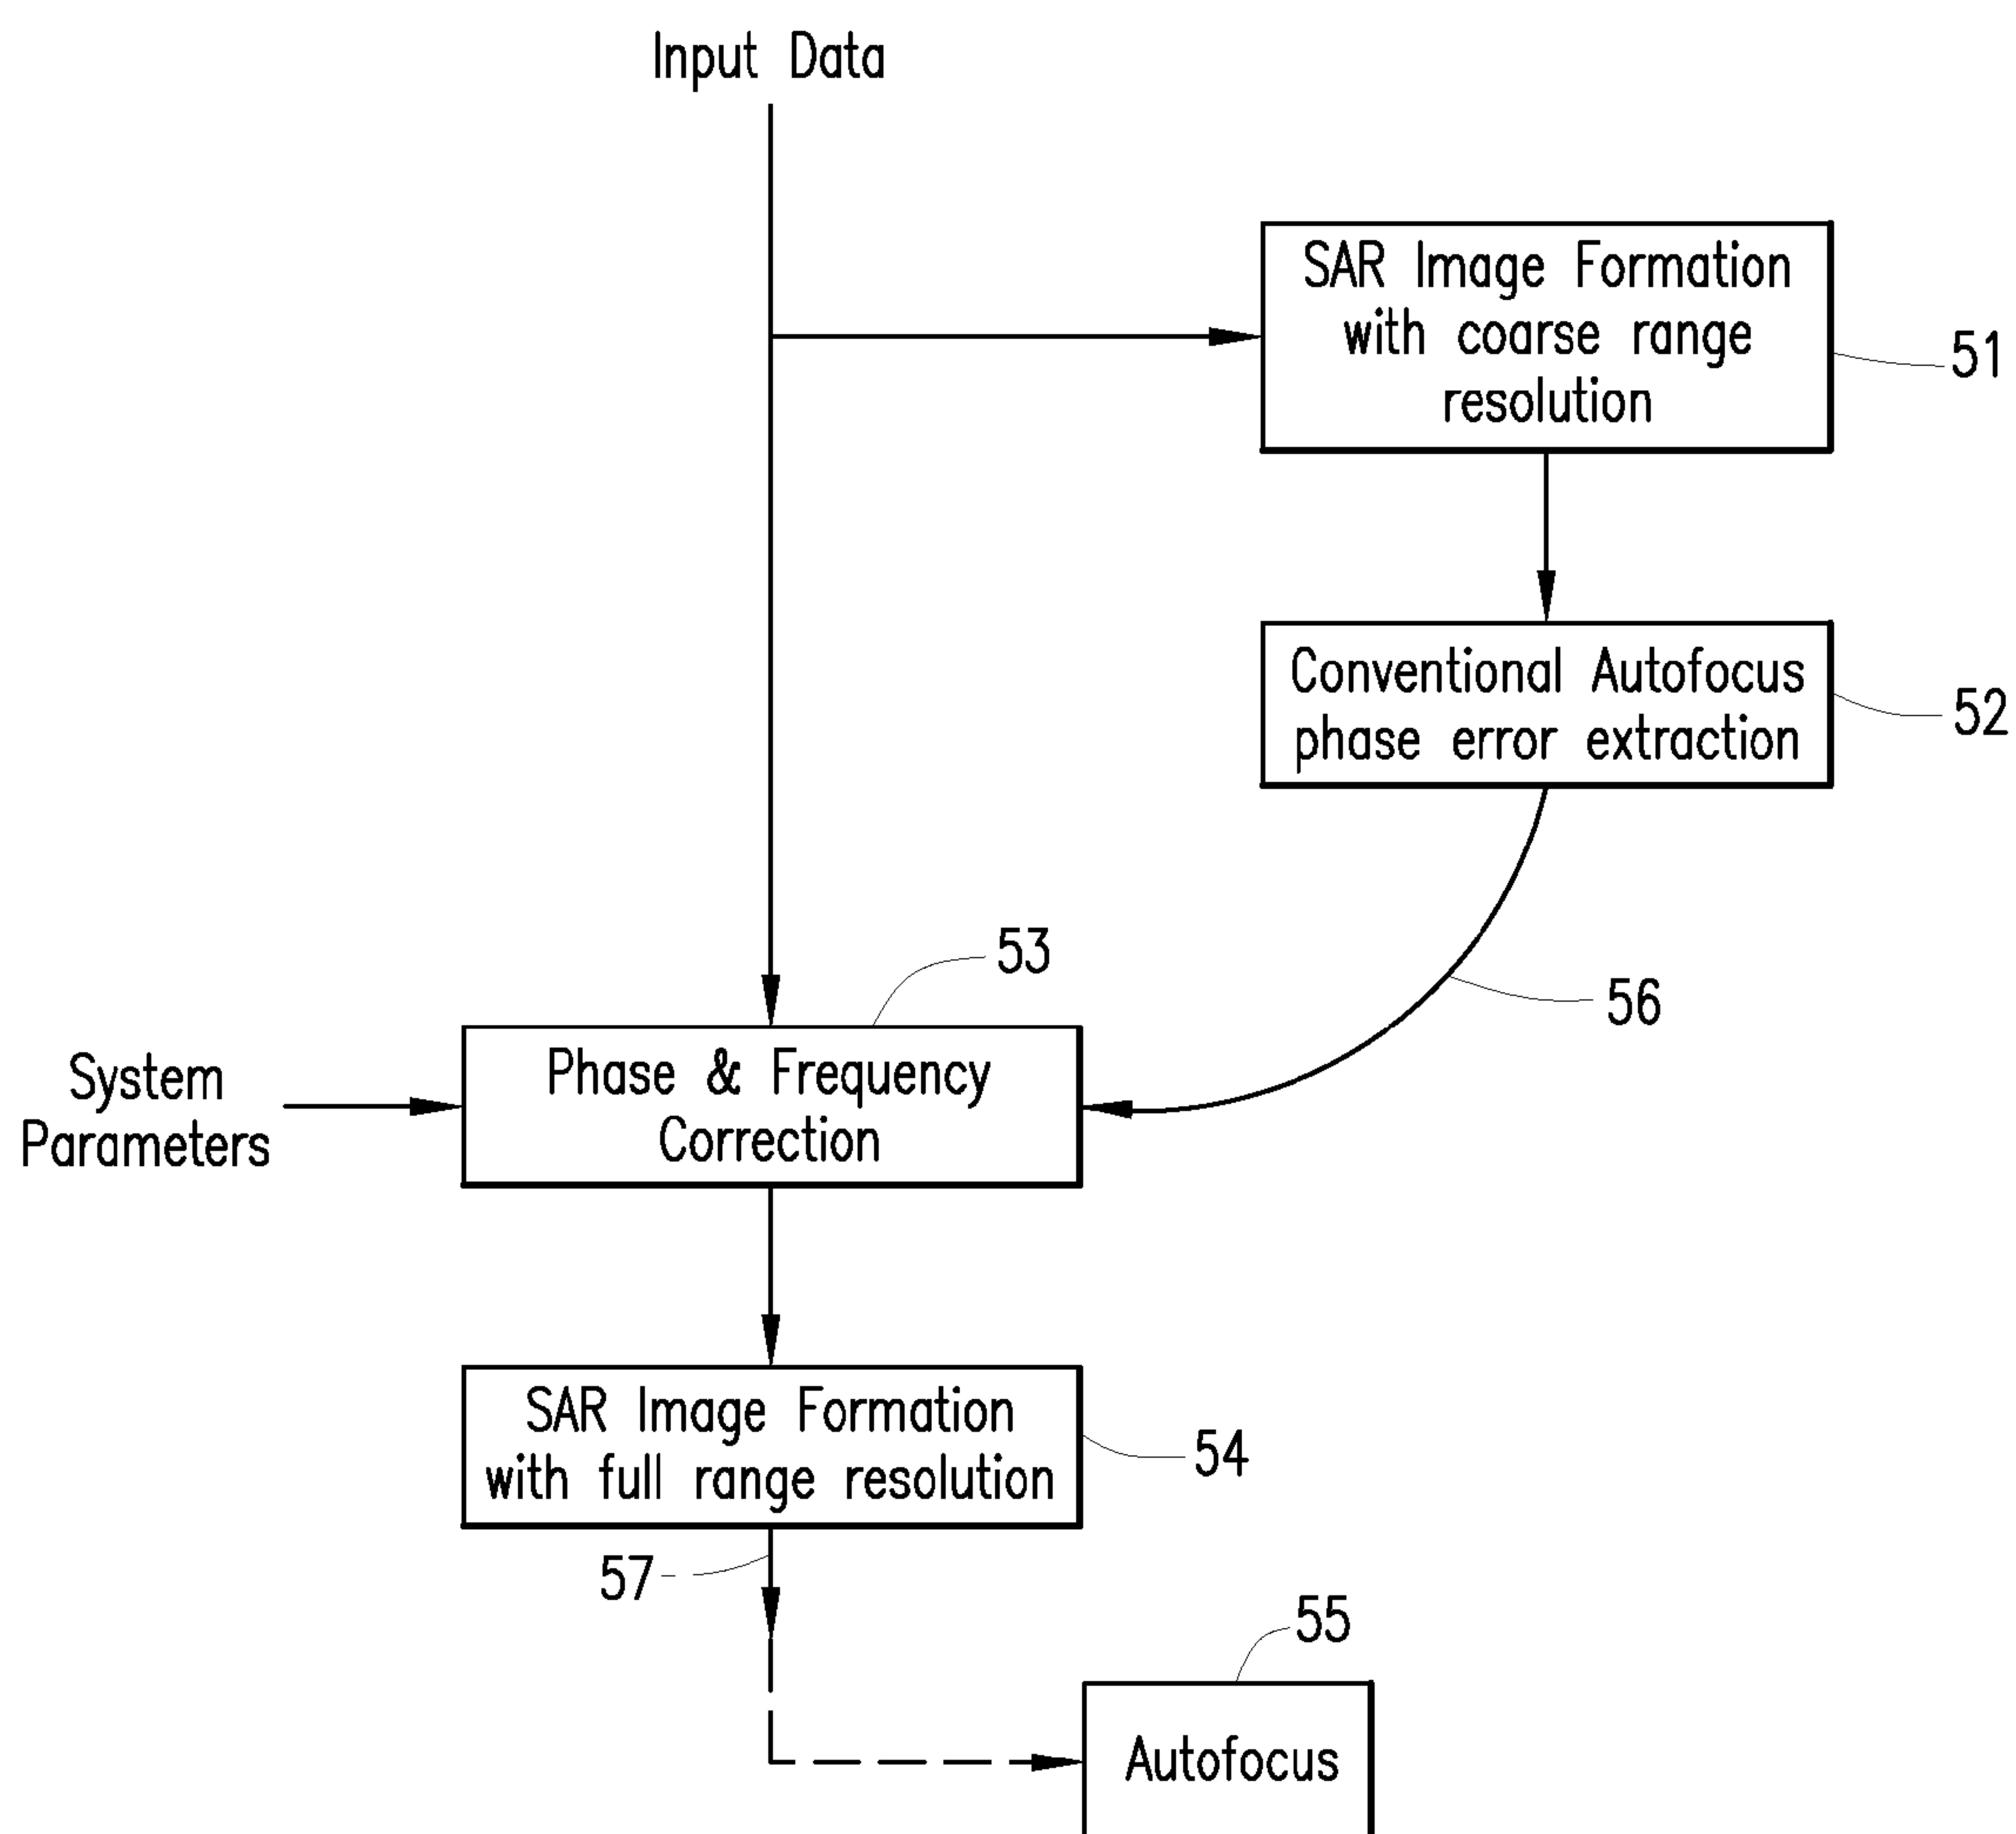 Input Data
SAR Image Formation
with coarse range
resolution
51
Conventional Autofocus
phase error extraction
52
53
56
System
Parameters
Phase & Frequency
Correction
SAR Image Formation
with full range resolution
54
57
55
Autofocus